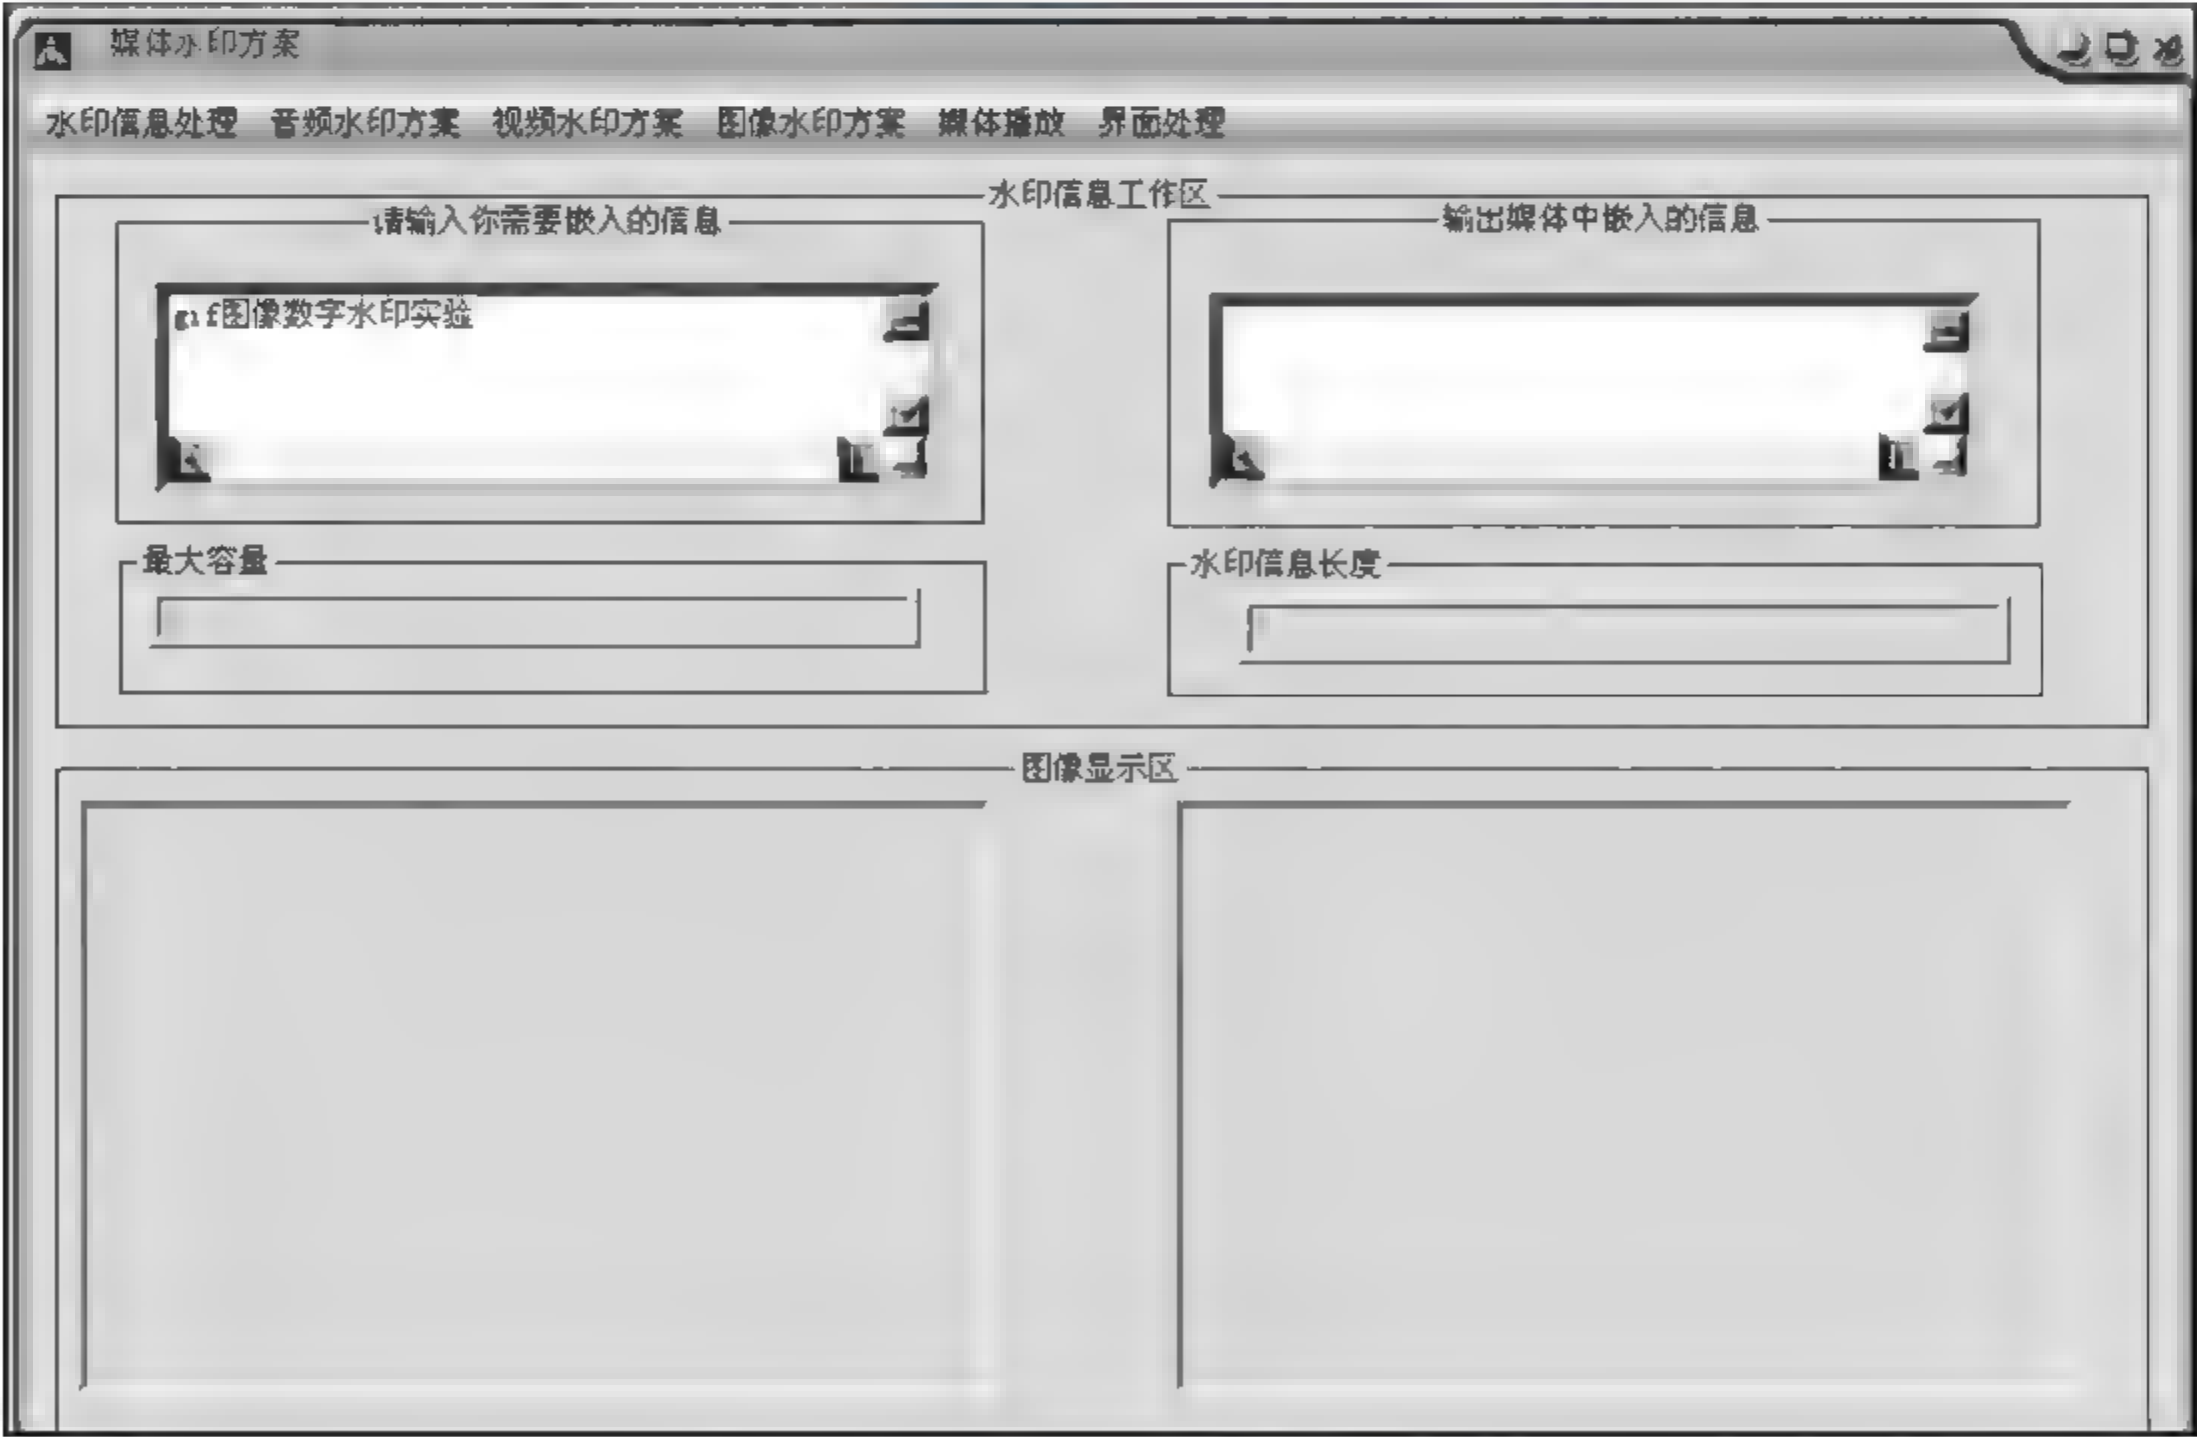 媒体水印方案
水印信息处理 音频水印方案 视频水印方案 图像水印方案 媒体播放 界面处理
水印信息工作区
请输入你需要嵌入的信息
输出媒体中嵌入的信息
gif图像数字水印实验
最大容量
水印信息长度
图像显示区